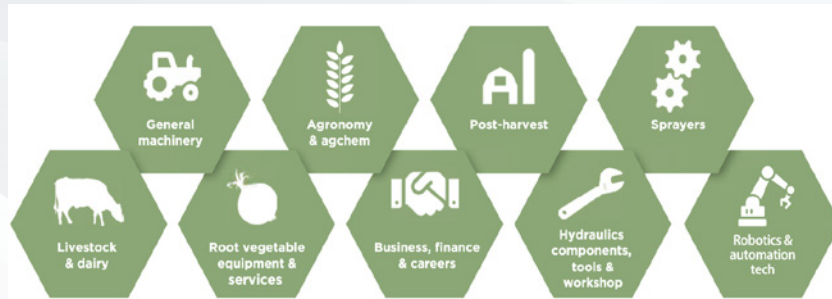 General
machinery
Agronomy
& agchem
Post-harvest
Sprayers
Livestock
& dairy
Root vegetable
equipment &
services
Business, finance
& careers
Hydraulics
components,
tools &
workshop
Robotics &
automation
tech